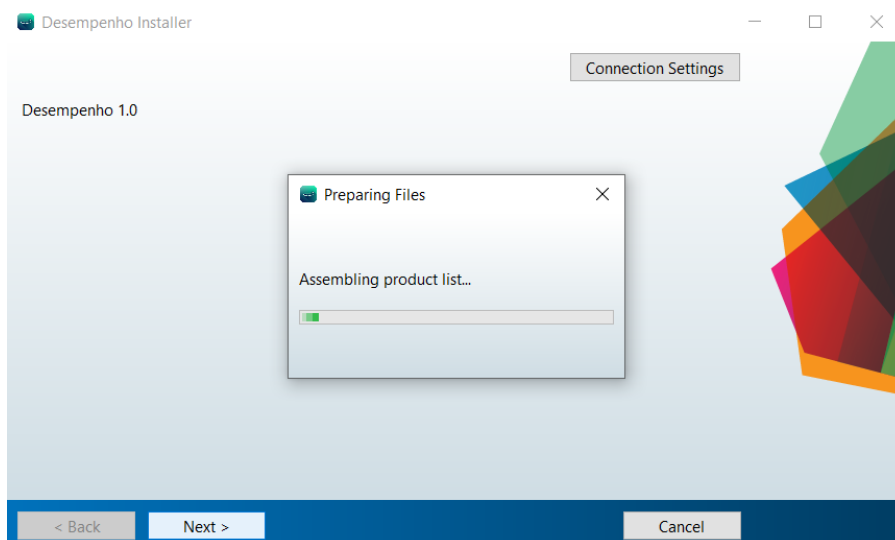 Desempenho Installer
Connection Settings
Desempenho 1.0
Preparing Files
Assembling product list...
< Back
Next >
Cancel